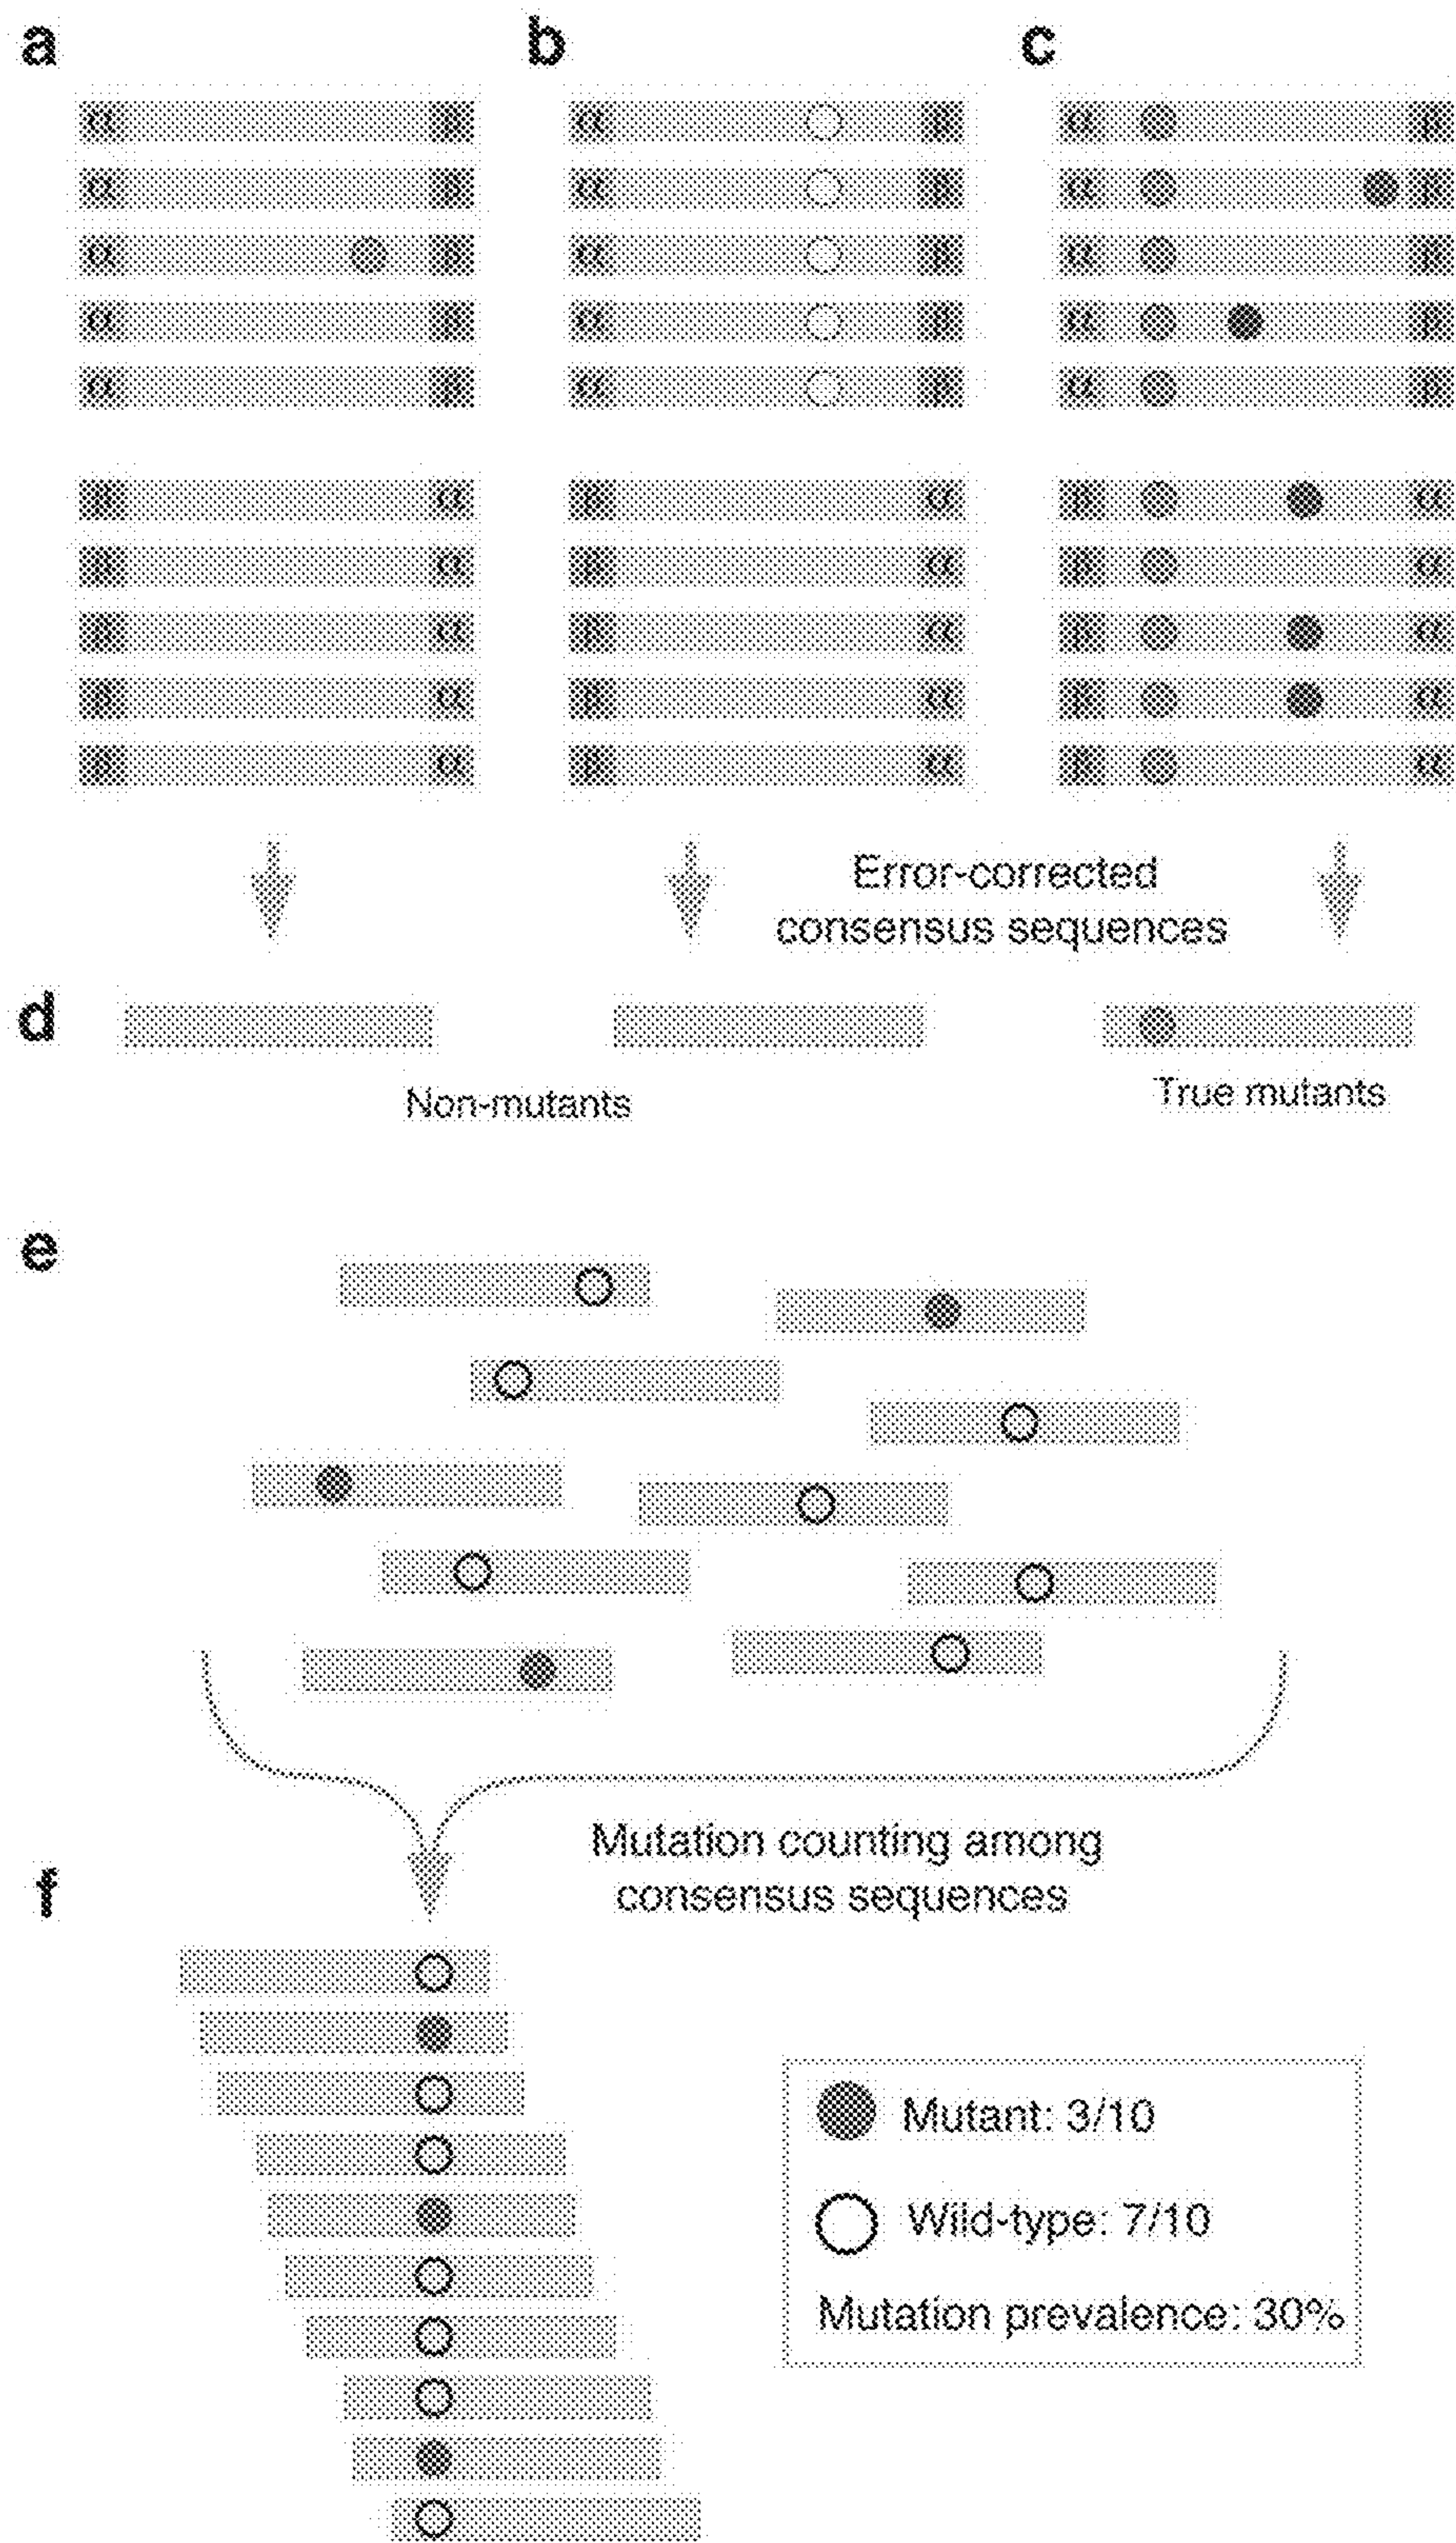 a b c
α β α β α β
α β α β α β
α β α β α β
α β α β α β
α β α β α β
β α β α β α
β α β α β α
β α β α β α
β α β α β α
β α β α β α
Error-corrected
consensus sequences
d
Non-mutants
True mutants
e
Mutation counting among
consensus sequences
f
Mutant: 3/10
Wild-type: 7/10
Mutation prevalence: 30%